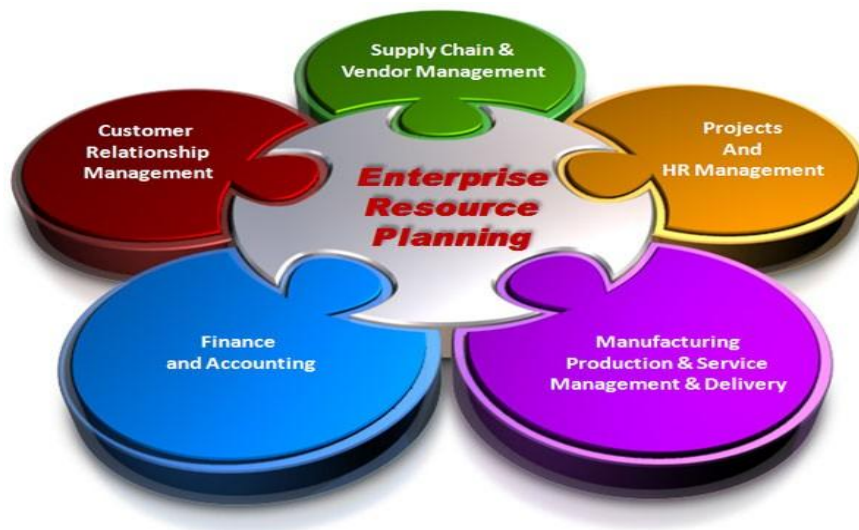 Supply Chain &
Vendor Management
Customer
Relationship
Management
Projects
And
HR Management
Enterprise
Resource
Planning
Finance
and Accounting
Manufacturing
Production & Service
Management & Delivery